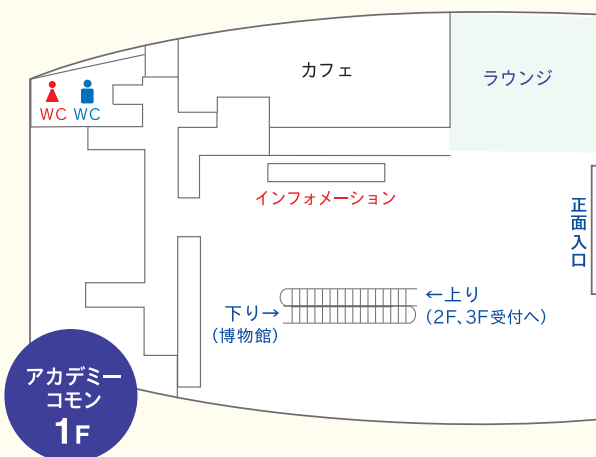 カフェ
ラウンジ
WC WC
インフォメーション
正面入口
←上り
(2F、3F受付へ)
下り→
(博物館)
アカデミー
コモン
1F